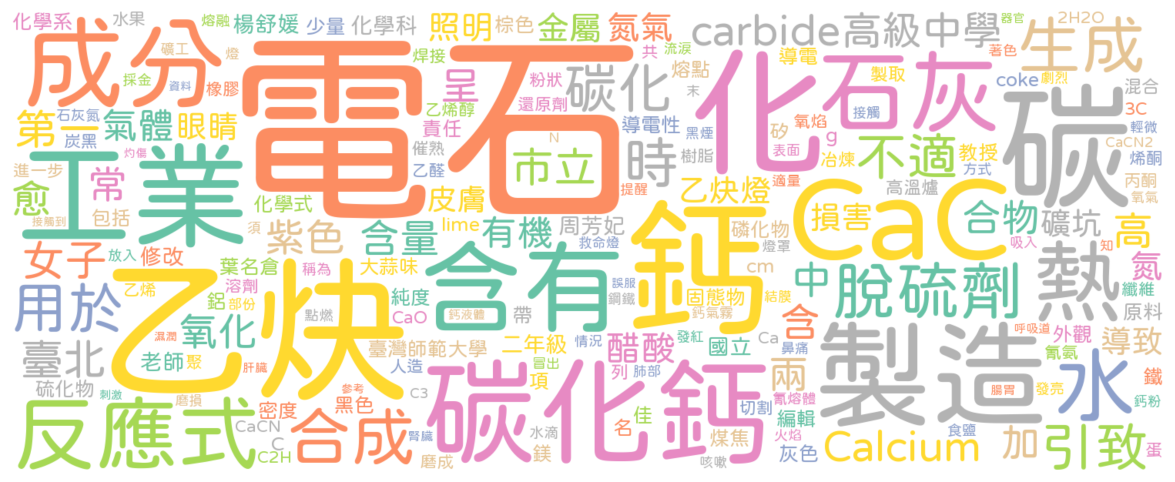 化學系 水果 熔融 楊舒媛 少量 化學科 照明 棕色 金屬 氮氣 carbide 高級中學 器官 2H2O
成分 礦工 燈 焊接 共 流淚 導電 著色 生成
採金 資料 橡膠 電石 呈 粉狀 熔點 碳化 化 製取 石灰 coke 劇烈 混合
石灰氮 乙烯醇 還原劑 末 接觸 碳 3C
第一 氣體 眼睛 責任 N 導電性 黑煙 矽 氧焰 g 輕微
炭黑 灼傷 催熟 市立 時 樹脂 表面 冶煉 不適 教授 CaCN2 烯酮
進一步 工業 常 乙醛 提醒 乙炔燈 適量 方式 丙酮
愈 包括 化學式 皮膚 鈣 高溫爐 CaC 氧氣
接觸到 須 紫色 lime 有機 周芳妃 磷化物 損害 合物 礦坑 高
女子 放入 修改 含量 救命燈 燈罩 吸入 知
葉名倉 稱為 大蒜味 含有 誤服 cm 中 脫硫劑 熱 氮
用於 乙烯 乙炔 溶劑 鋁 部份 純度 鋼鐵 固態物 結膜 纖維
氧化 點燃 CaO 鈣液體 帶 鈣氣霧 含 原料
臺北 濕潤 老師 聚 臺灣師範大學 二年級 情況 醋酸 發紅 國立 Ca 製造 呼吸道 外觀 導致
硫化物 刺激 肝臟 人造 冒出 列 肺部 鼻痛 兩 氰氨 水 鐵
磨損 參考 C3 碳化鈣 項 氰熔體 腸胃 發亮 鈣粉
反應式 密度 黑色 合成 佳 切割 編輯 食鹽
CaCN 腎臟 水滴 名 煤焦 火焰 Calcium 加 引致
C C2H 磨成 鎂 咳嗽 灰色 蛋